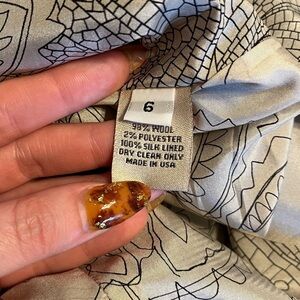 6
98% WOOL
2% POLYESTER
100% SILK LINED
DRY CLEAN ONLY
MADE IN USA